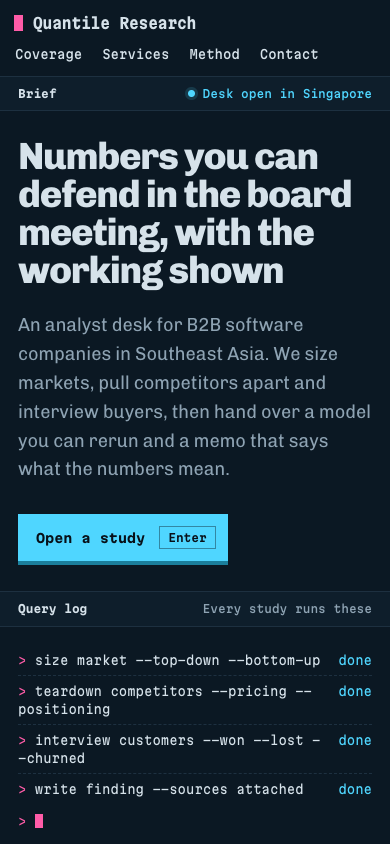 Quantile Research
Coverage Services Method Contact
Brief Desk open in Singapore
Numbers you can
defend in the board
meeting, with the
working shown
An analyst desk for B2B software
companies in Southeast Asia. We size
markets, pull competitors apart and
interview buyers, then hand over a model
you can rerun and a memo that says
what the numbers mean.
Open a study Enter
Query log Every study runs these
> size market --top-down --bottom-up done
> teardown competitors --pricing -- done
positioning
> interview customers --won --lost - done
-churned
> write finding --sources attached done
>